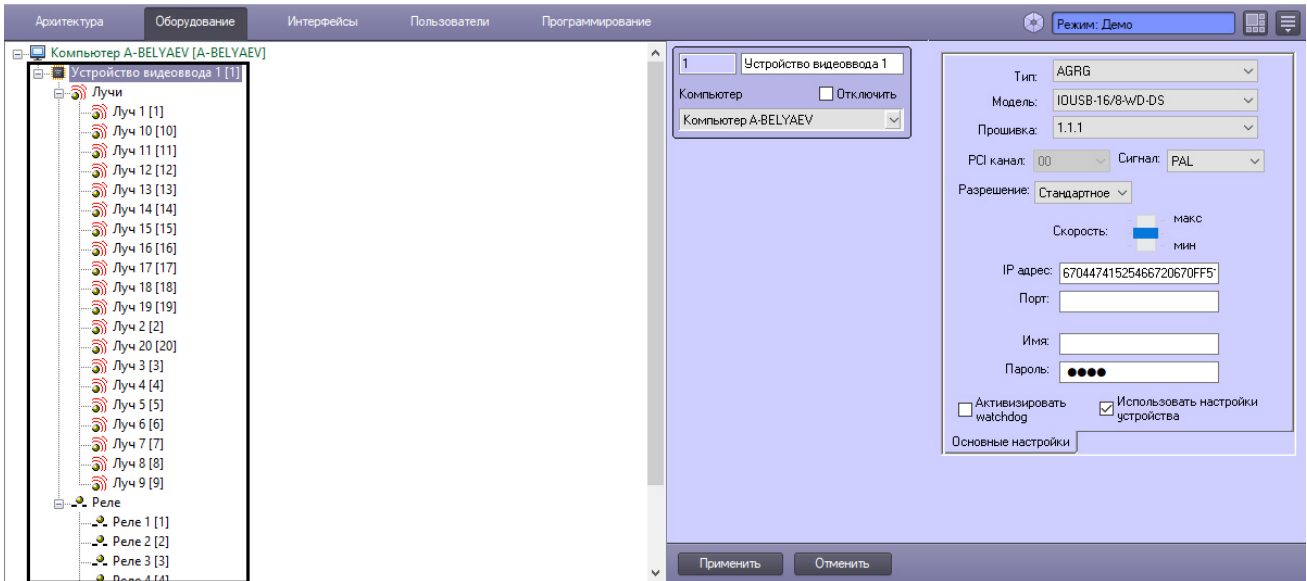 Архитектура Оборудование Интерфейсы Пользователи Программирование Режим: Демо
Компьютер A-BELYAEV [A-BELYAEV]
Устройство видеоввода 1 [1]
Лучи
Луч 1 [1]
Луч 10 [10]
Луч 11 [11]
Луч 12 [12]
Луч 13 [13]
Луч 14 [14]
Луч 15 [15]
Луч 16 [16]
Луч 17 [17]
Луч 18 [18]
Луч 19 [19]
Луч 2 [2]
Луч 20 [20]
Луч 3 [3]
Луч 4 [4]
Луч 5 [5]
Луч 6 [6]
Луч 7 [7]
Луч 8 [8]
Луч 9 [9]
Реле
Реле 1 [1]
Реле 2 [2]
Реле 3 [3]
Реле 4 [4]
1 Устройство видеоввода 1
Компьютер Отключить
Компьютер A-BELYAEV
Тип: AGRG
Модель: IOUSB-16/8-WD-DS
Прошивка: 1.1.1
PCI канал: 00 Сигнал: PAL
Разрешение: Стандартное
макс
Скорость:
мин
IP адрес: 67044741525466720670FF5
Порт:
Имя:
Пароль: ●●●●
Активизировать
watchdog
Использовать настройки
устройства
Основные настройки
Применить Отменить